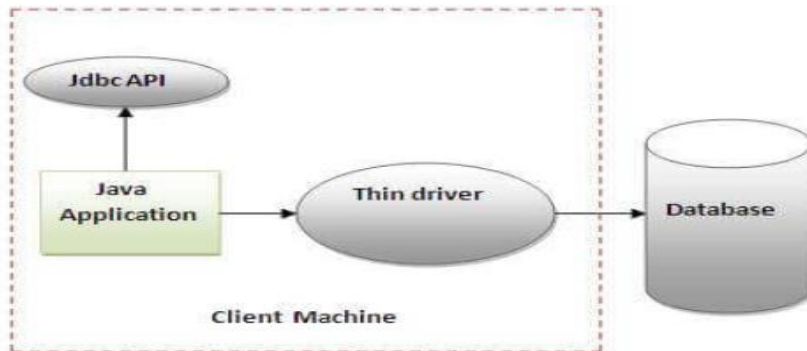 Jdbc API
Java
Application
Thin driver
Database
Client Machine